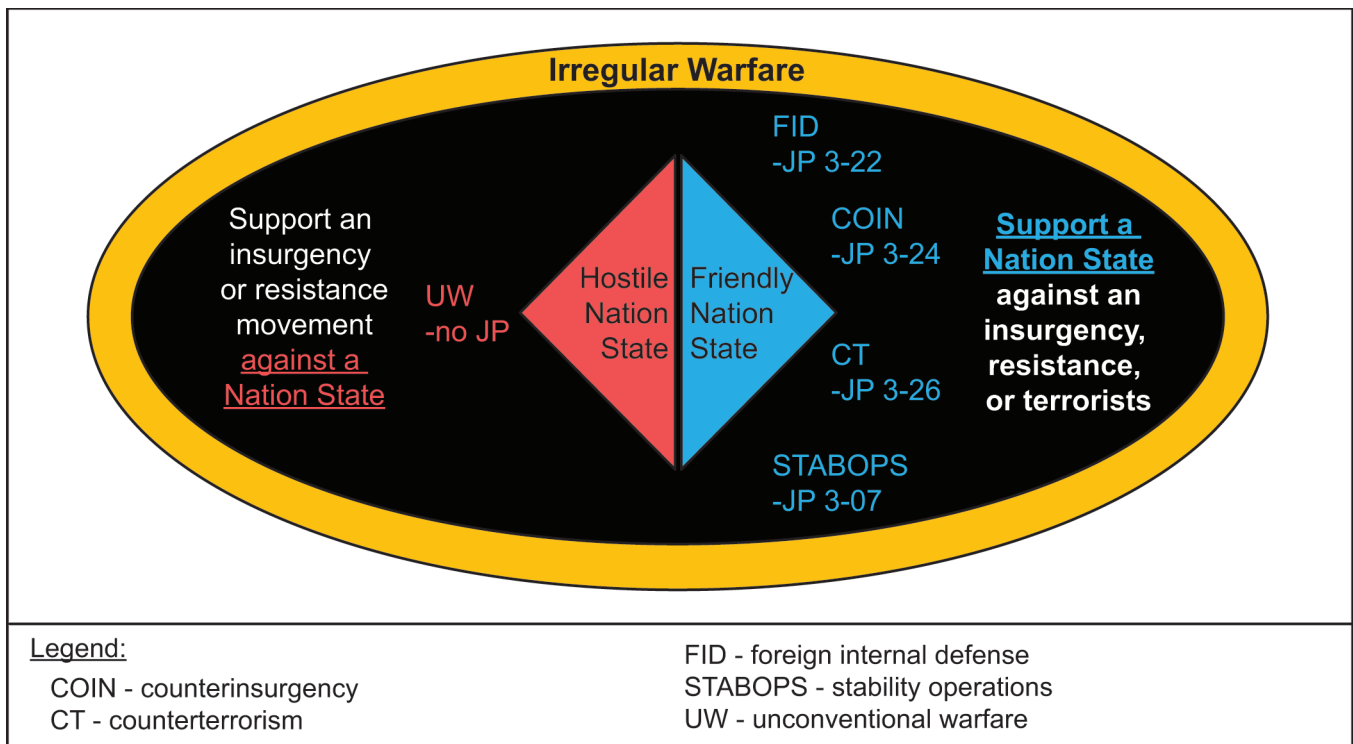 Irregular Warfare
Support an
insurgency
or resistance
movement
against a
Nation State
UW
-no JP
Hostile
Nation
State
Friendly
Nation
State
FID
-JP 3-22
COIN
-JP 3-24
CT
-JP 3-26
STABOPS
-JP 3-07
Support a
Nation State
against an
insurgency,
resistance,
or terrorists
Legend:
COIN - counterinsurgency
CT - counterterrorism
FID - foreign internal defense
STABOPS - stability operations
UW - unconventional warfare